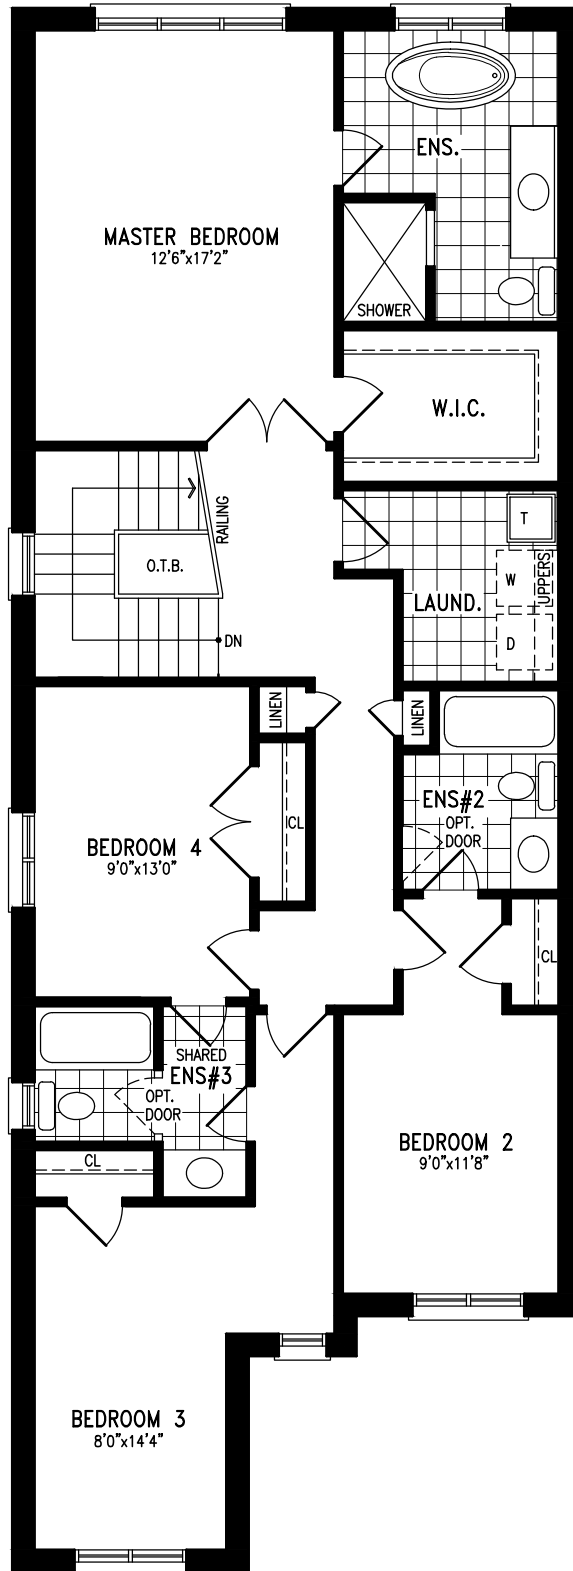 ENS.
MASTER BEDROOM
12'6"x17'2"
SHOWER
W.I.C.
RAILING
T
O.T.B.
W
UPPERS
LAUND.
D
DN
LINEN
LINEN
ENS#2
OPT.
DOOR
CL
BEDROOM 4
9'0"x13'0"
CL
SHARED
ENS#3
OPT.
DOOR
BEDROOM 2
9'0"x11'8"
CL
BEDROOM 3
8'0"x14'4"